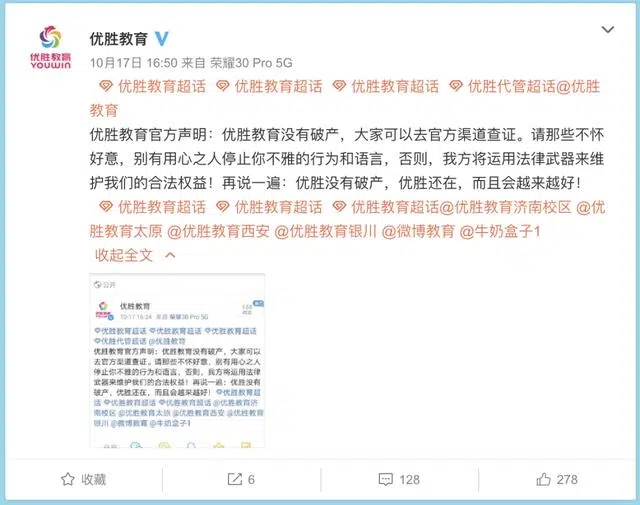 优胜教育
YOUWIN
优胜教育
10月17日 16:50 来自 荣耀30 Pro 5G
优胜教育超话 优胜教育超话 优胜教育超话 优胜代管超话@优胜
教育
优胜教育官方声明：优胜教育没有破产，大家可以去官方渠道查证。请那些不怀
好意，别有用心之人停止你不雅的行为和语言，否则，我方将运用法律武器来维
护我们的合法权益！再说一遍：优胜没有破产，优胜还在，而且会越来越好！
优胜教育超话 优胜教育超话 优胜教育超话@优胜教育济南校区 @优
胜教育太原 @优胜教育西安 @优胜教育银川 @微博教育 @牛奶盒子1
收起全文
公开
优胜教育
10-17 16:24 来自 荣耀30 Pro 5G
优胜教育超话 优胜教育超话 优胜教育超话
优胜代管超话@优胜教育
优胜教育官方声明：优胜教育没有破产，大家可以
去官方渠道查证。请那些不怀好意，别有用心之人
停止你不雅的行为和语言，否则，我方将运用法律
武器来维护我们的合法权益！再说一遍：优胜没有
破产，优胜还在，而且会越来越好！
优胜教育超话 优胜教育超话 优胜教育超话@优胜教育济
南校区 @优胜教育太原 @优胜教育西安 @优胜教育
银川 @微博教育 @牛奶盒子1
收藏
6
128
278